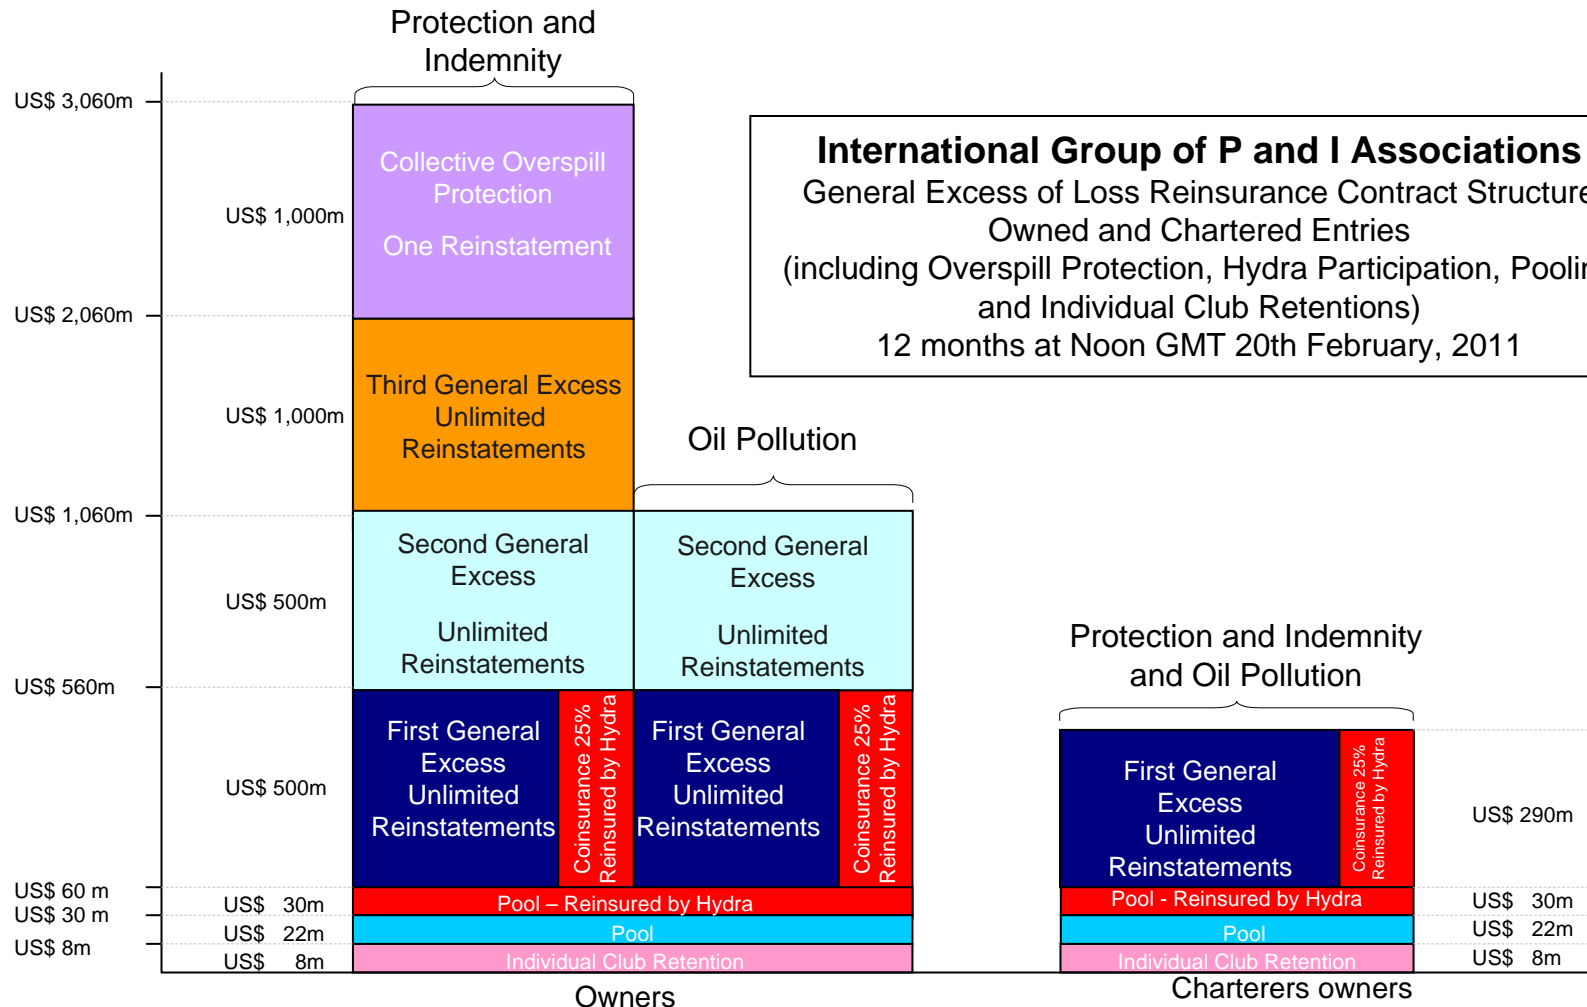 Protection and
Indemnity
US$ 3,060m
Collective Overspill
Protection
One Reinstatement
US$ 1,000m
International Group of P and I Associations
General Excess of Loss Reinsurance Contract Structure
Owned and Chartered Entries
(including Overspill Protection, Hydra Participation, Poolin
and Individual Club Retentions)
12 months at Noon GMT 20th February, 2011
US$ 2,060m
Third General Excess
Unlimited
Reinstatements
US$ 1,000m
Oil Pollution
US$ 1,060m
Second General
Excess
Unlimited
Reinstatements
Second General
Excess
Unlimited
Reinstatements
US$ 500m
Protection and Indemnity
and Oil Pollution
US$ 560m
First General
Excess
Unlimited
Reinstatements
Coinsurance 25%
Reinsured by Hydra
First General
Excess
Unlimited
Reinstatements
Coinsurance 25%
Reinsured by Hydra
US$ 500m
First General
Excess
Unlimited
Reinstatements
Coinsurance 25%
Reinsured by Hydra
US$ 290m
US$ 60 m
US$ 30m
Pool – Reinsured by Hydra
Pool - Reinsured by Hydra
US$ 30m
US$ 30 m
US$ 22m
Pool
Pool
US$ 22m
US$ 8m
US$ 8m
Individual Club Retention
Individual Club Retention
US$ 8m
Owners
Charterers owners